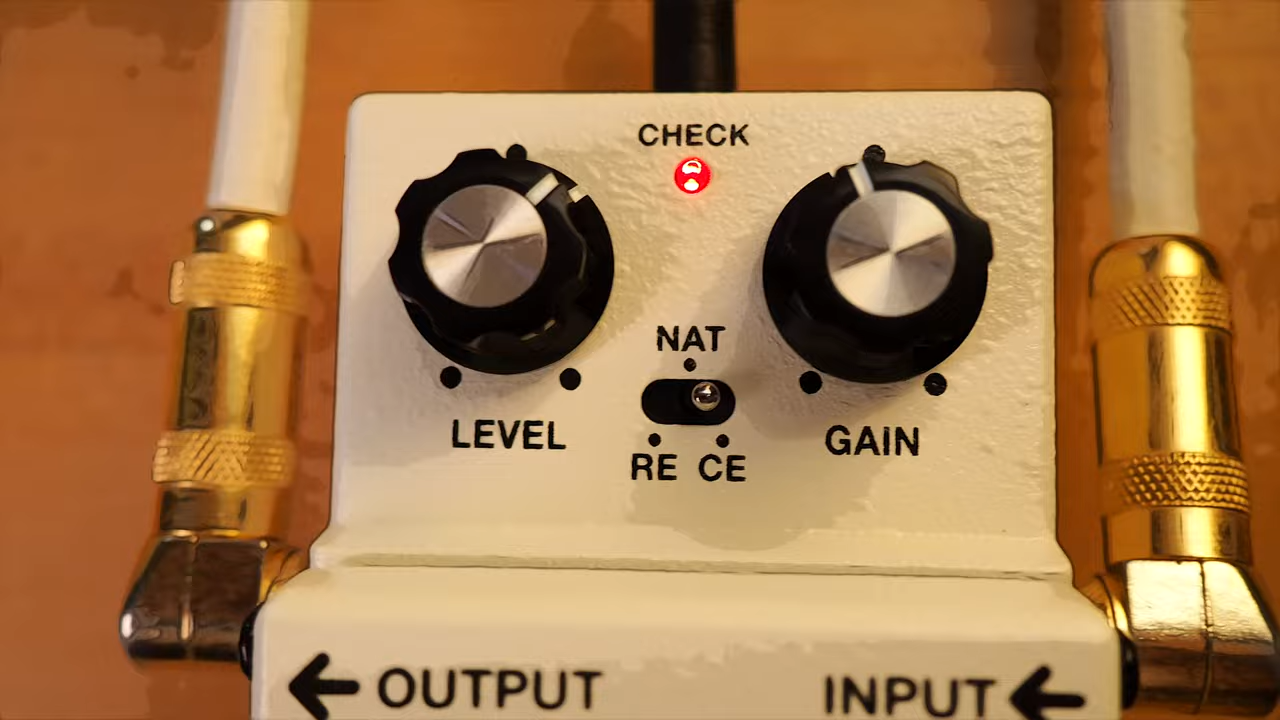 CHECK
NAT
LEVEL
GAIN
RE CE
← OUTPUT
INPUT ←